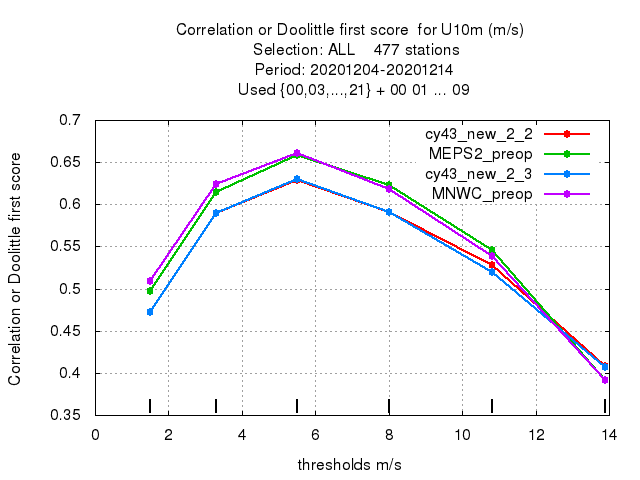 Correlation or Doolittle first score  for U10m (m/s)
Selection: ALL    477 stations
Period: 20201204-20201214
Used {00,03,...,21} + 00 01 ... 09
Correlation or Doolittle first score
0.7
0.65
0.6
0.55
0.5
0.45
0.4
0.35
cy43_new_2_2
MEPS2_preop
cy43_new_2_3
MNWC_preop
0 2 4 6 8 10 12 14
thresholds m/s